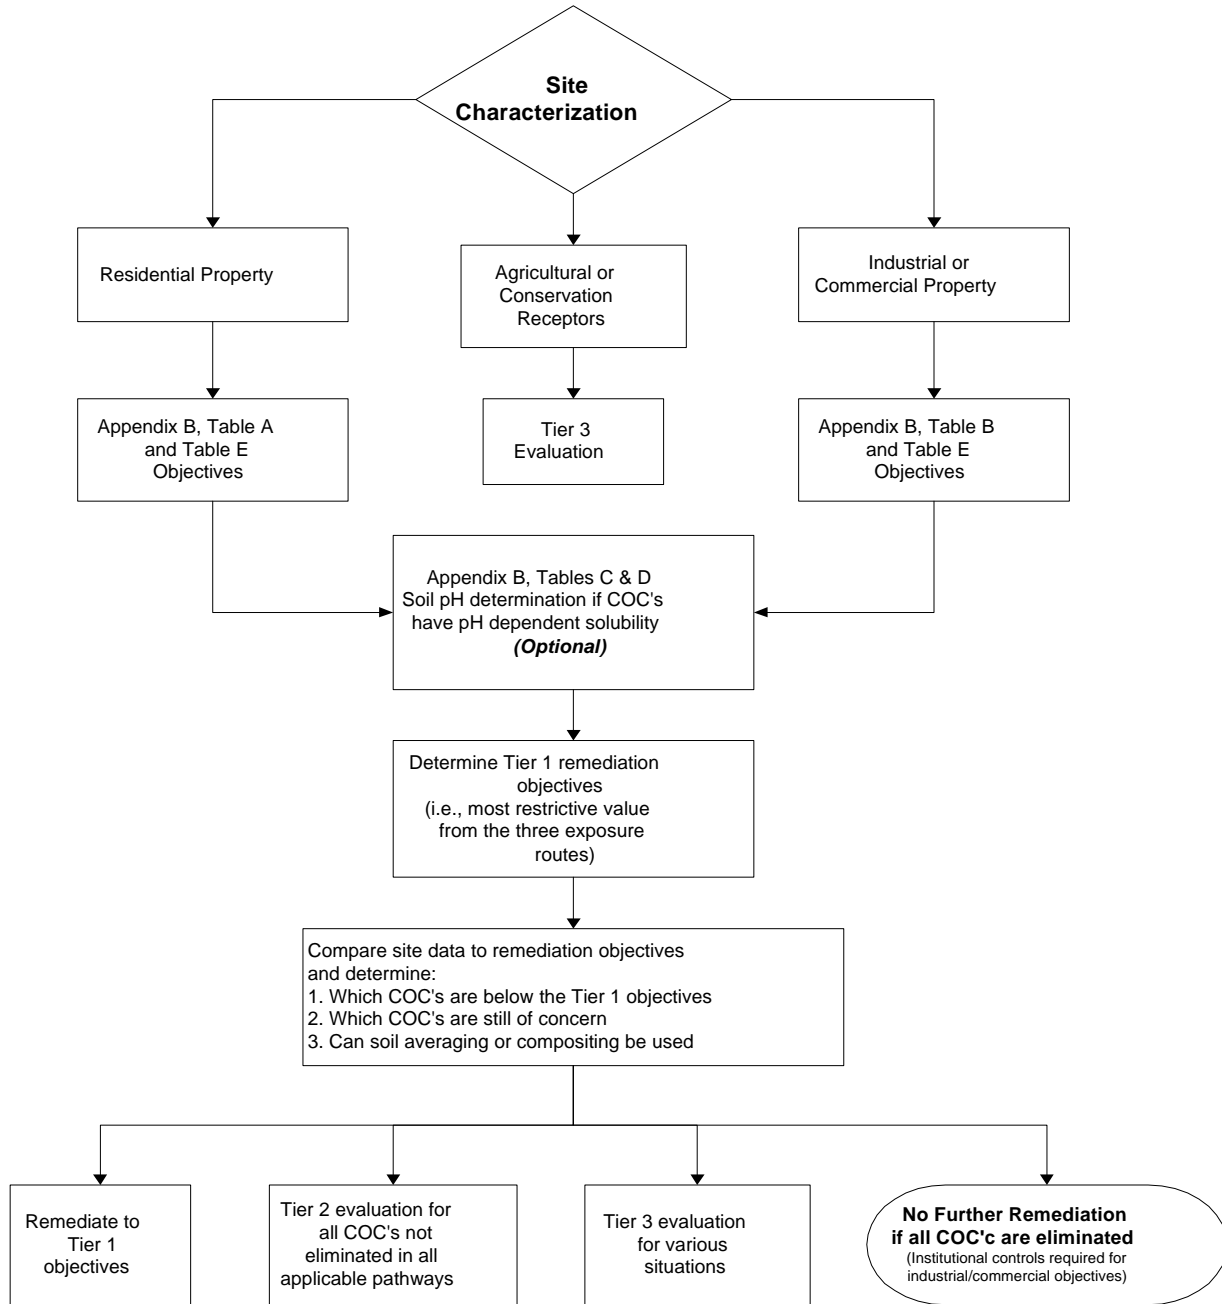 Site
Characterization
Residential Property
Agricultural or
Conservation
Receptors
Industrial or
Commercial Property
Appendix B, Table A
and Table E
Objectives
Tier 3
Evaluation
Appendix B, Table B
and Table E
Objectives
Appendix B, Tables C & D
Soil pH determination if COC's
have pH dependent solubility
(Optional)
Determine Tier 1 remediation
objectives
(i.e., most restrictive value
from the three exposure
routes)
Compare site data to remediation objectives
and determine:
1. Which COC's are below the Tier 1 objectives
2. Which COC's are still of concern
3. Can soil averaging or compositing be used
Remediate to
Tier 1
objectives
Tier 2 evaluation for
all COC's not
eliminated in all
applicable pathways
Tier 3 evaluation
for various
situations
No Further Remediation
if all COC'c are eliminated
(Institutional controls required for
industrial/commercial objectives)